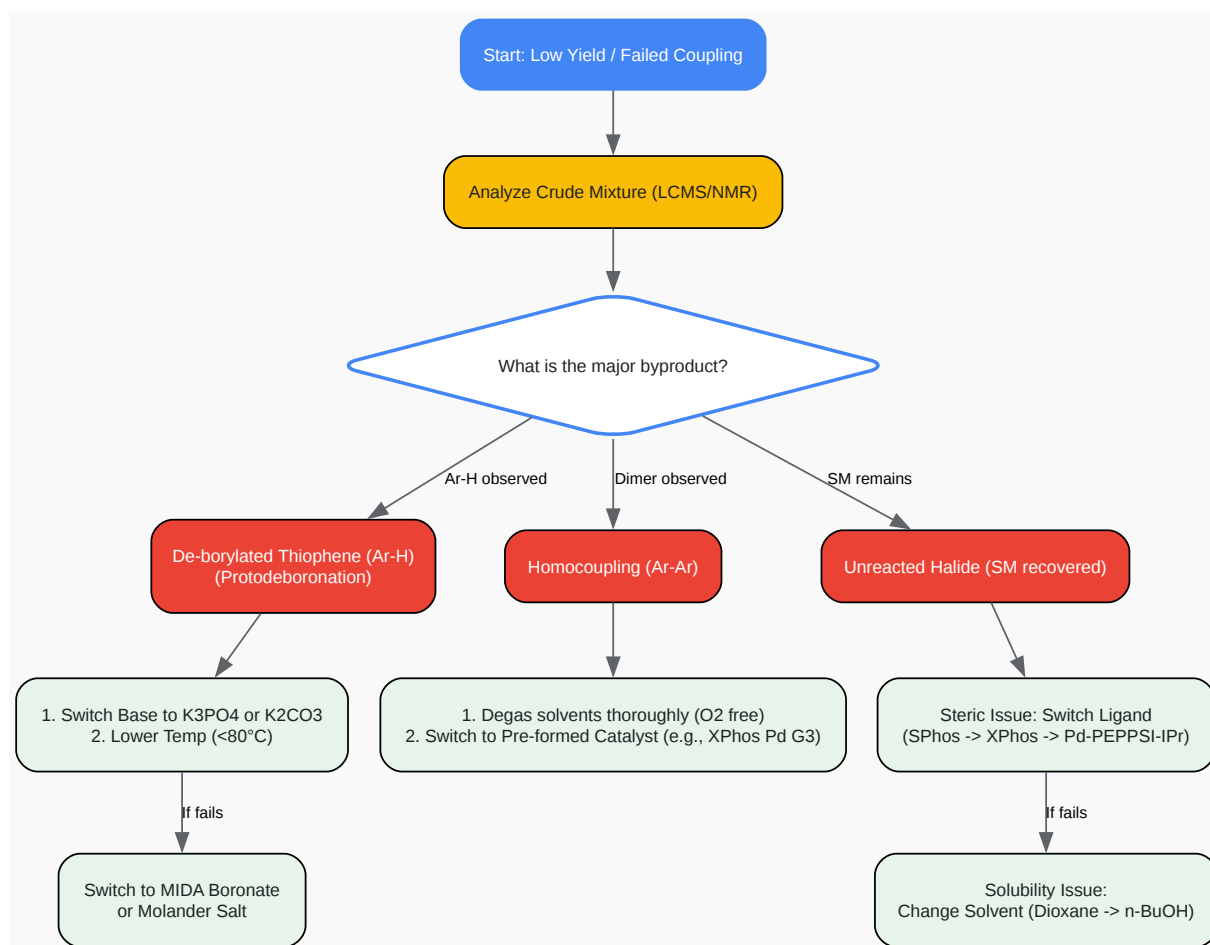 Start: Low Yield / Failed Coupling
Analyze Crude Mixture (LCMS/NMR)
What is the major byproduct?
Ar-H observed
Dimer observed
SM remains
De-borylated Thiophene (Ar-H)
(Protodeboronation)
Homocoupling (Ar-Ar)
Unreacted Halide (SM recovered)
1. Switch Base to K3PO4 or K2CO3
2. Lower Temp (<80°C)
1. Degas solvents thoroughly (O2 free)
2. Switch to Pre-formed Catalyst (e.g., XPhos Pd G3)
Steric Issue: Switch Ligand
(SPhos -> XPhos -> Pd-PEPPSI-IPr)
If fails
If fails
Switch to MIDA Boronate
or Molander Salt
Solubility Issue:
Change Solvent (Dioxane -> n-BuOH)